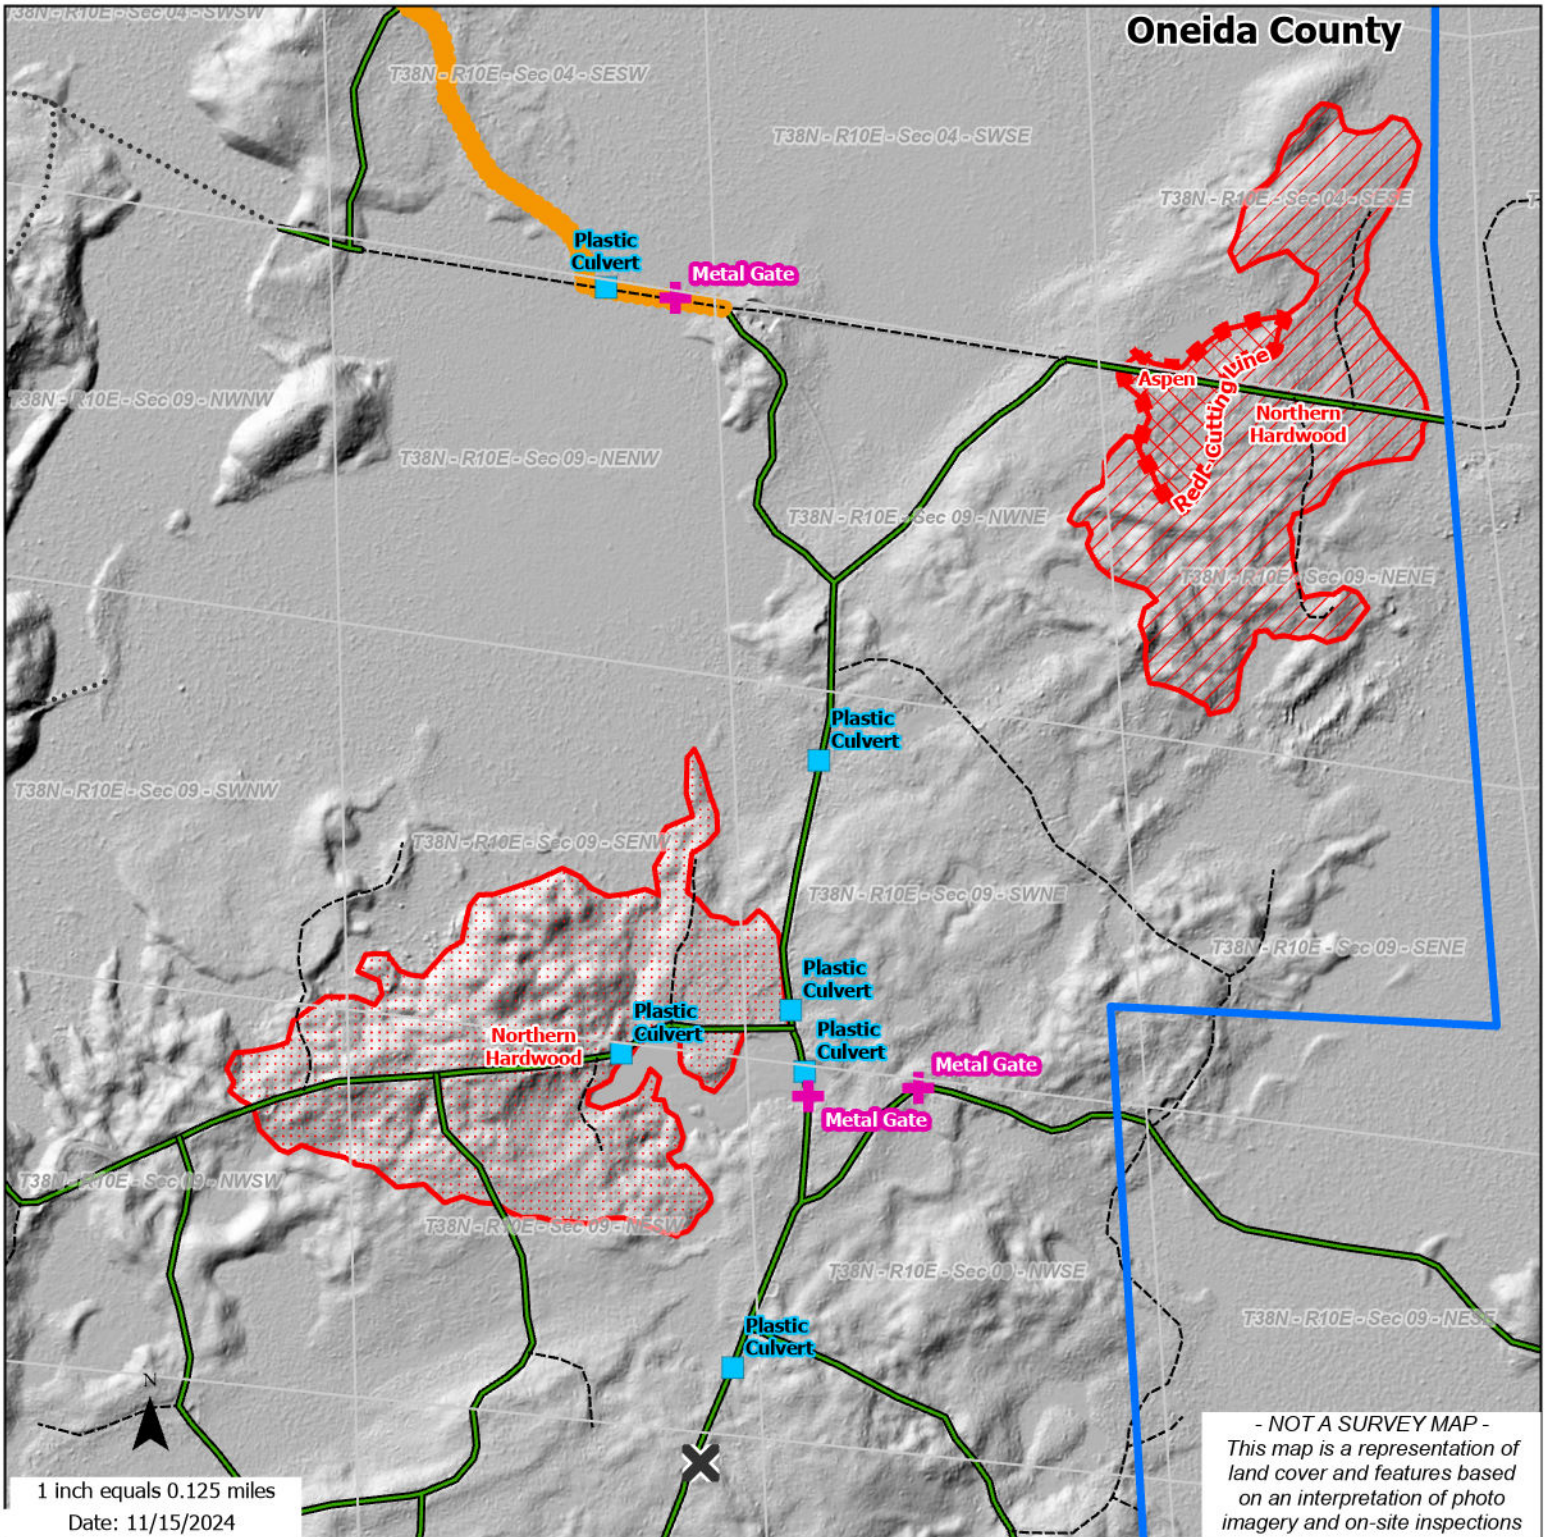 T38N - R10E - Sec 04 - SWSW
Oneida County
T38N - R10E - Sec 04 - SESW
T38N - R10E - Sec 04 - SWSE
T38N - R10E - Sec 04 - SESE
T
Plastic
Culvert
Metal Gate
Aspen
Red - Cutting Line
Northern
Hardwood
T38N - R10E - Sec 09 - NWNW
T38N - R10E - Sec 09 - NENW
T38N - R10E - Sec 09 - NWNE
T38N - R10E - Sec 09 - NENE
Plastic
Culvert
T38N - R10E - Sec 09 - SWNW
T38N - R10E - Sec 09 - SENW
T38N - R10E - Sec 09 - SWNE
T38N - R10E - Sec 09 - SENE
Plastic
Culvert
Plastic
Culvert
Plastic
Culvert
Northern
Hardwood
Metal Gate
Metal Gate
T38N - R10E - Sec 09 - NWSW
T38N - R10E - Sec 09 - NESW
T38N - R10E - Sec 09 - NWSE
T38N - R10E - Sec 09 - NESE
Plastic
Culvert
N
1 inch equals 0.125 miles
Date: 11/15/2024
- NOT A SURVEY MAP -
This map is a representation of
land cover and features based
on an interpretation of photo
imagery and on-site inspections